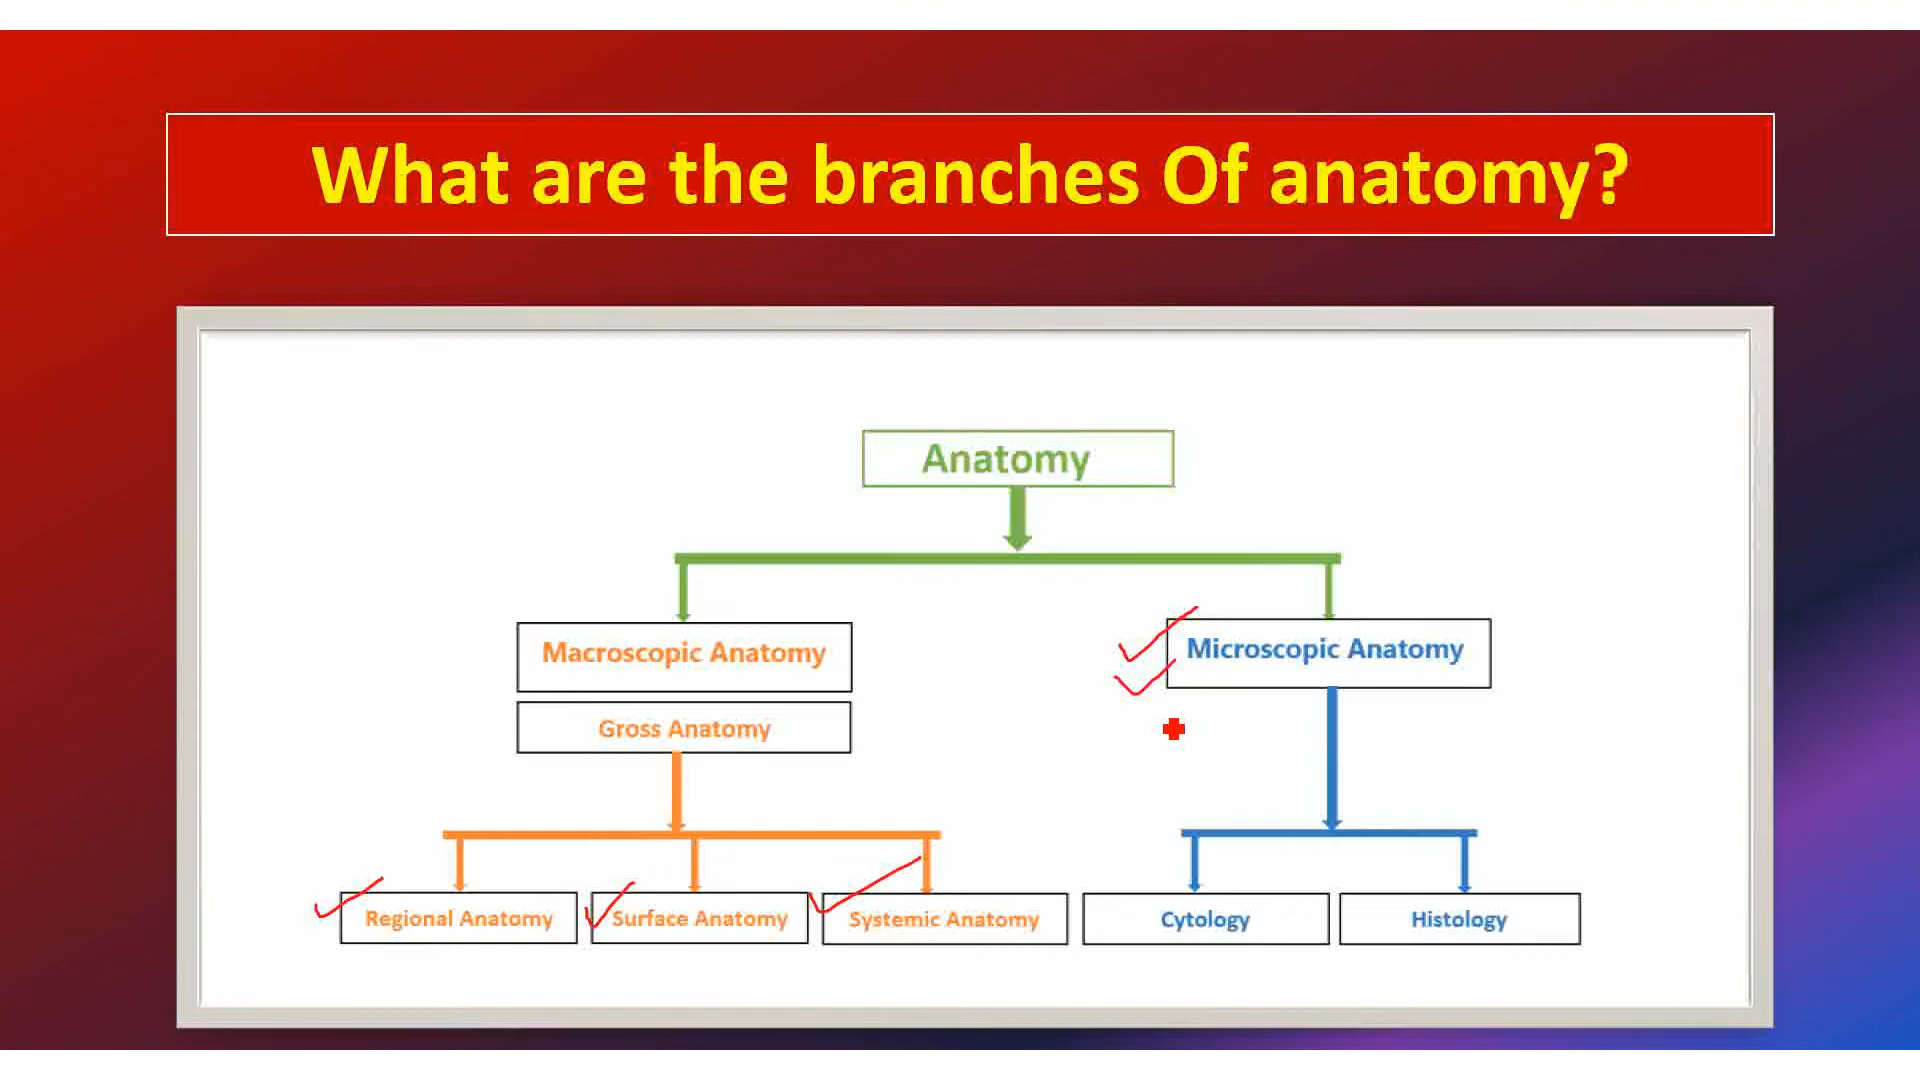 What are the branches Of anatomy?
Anatomy
Macroscopic Anatomy
Microscopic Anatomy
Gross Anatomy
Regional Anatomy
Surface Anatomy
Systemic Anatomy
Cytology
Histology